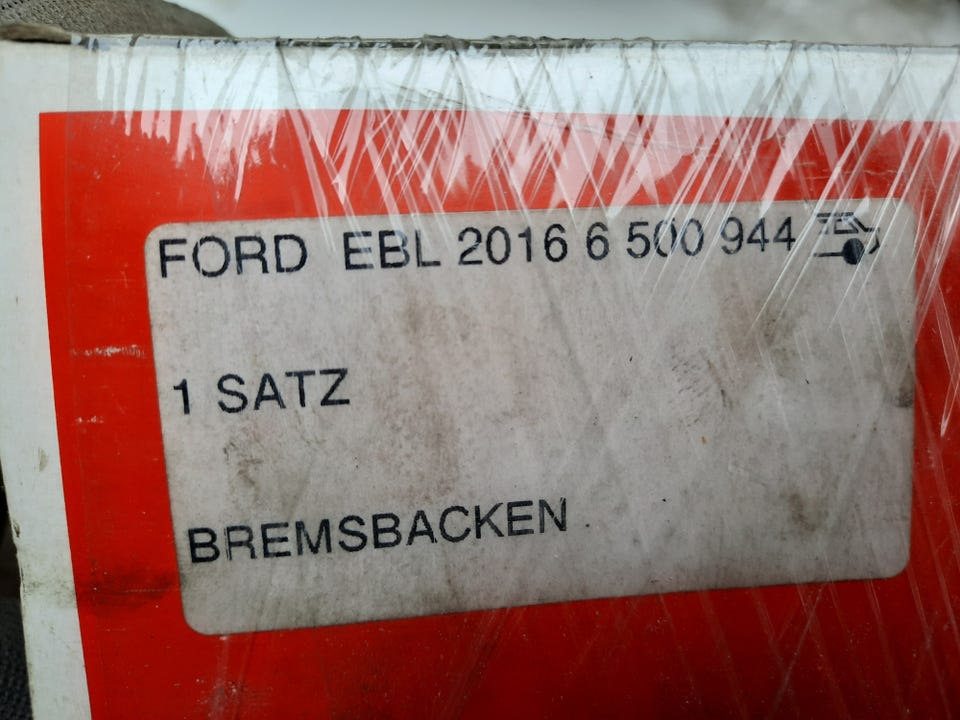 FORD EBL 2016 6 500 944
1 SATZ
BREMSBACKEN